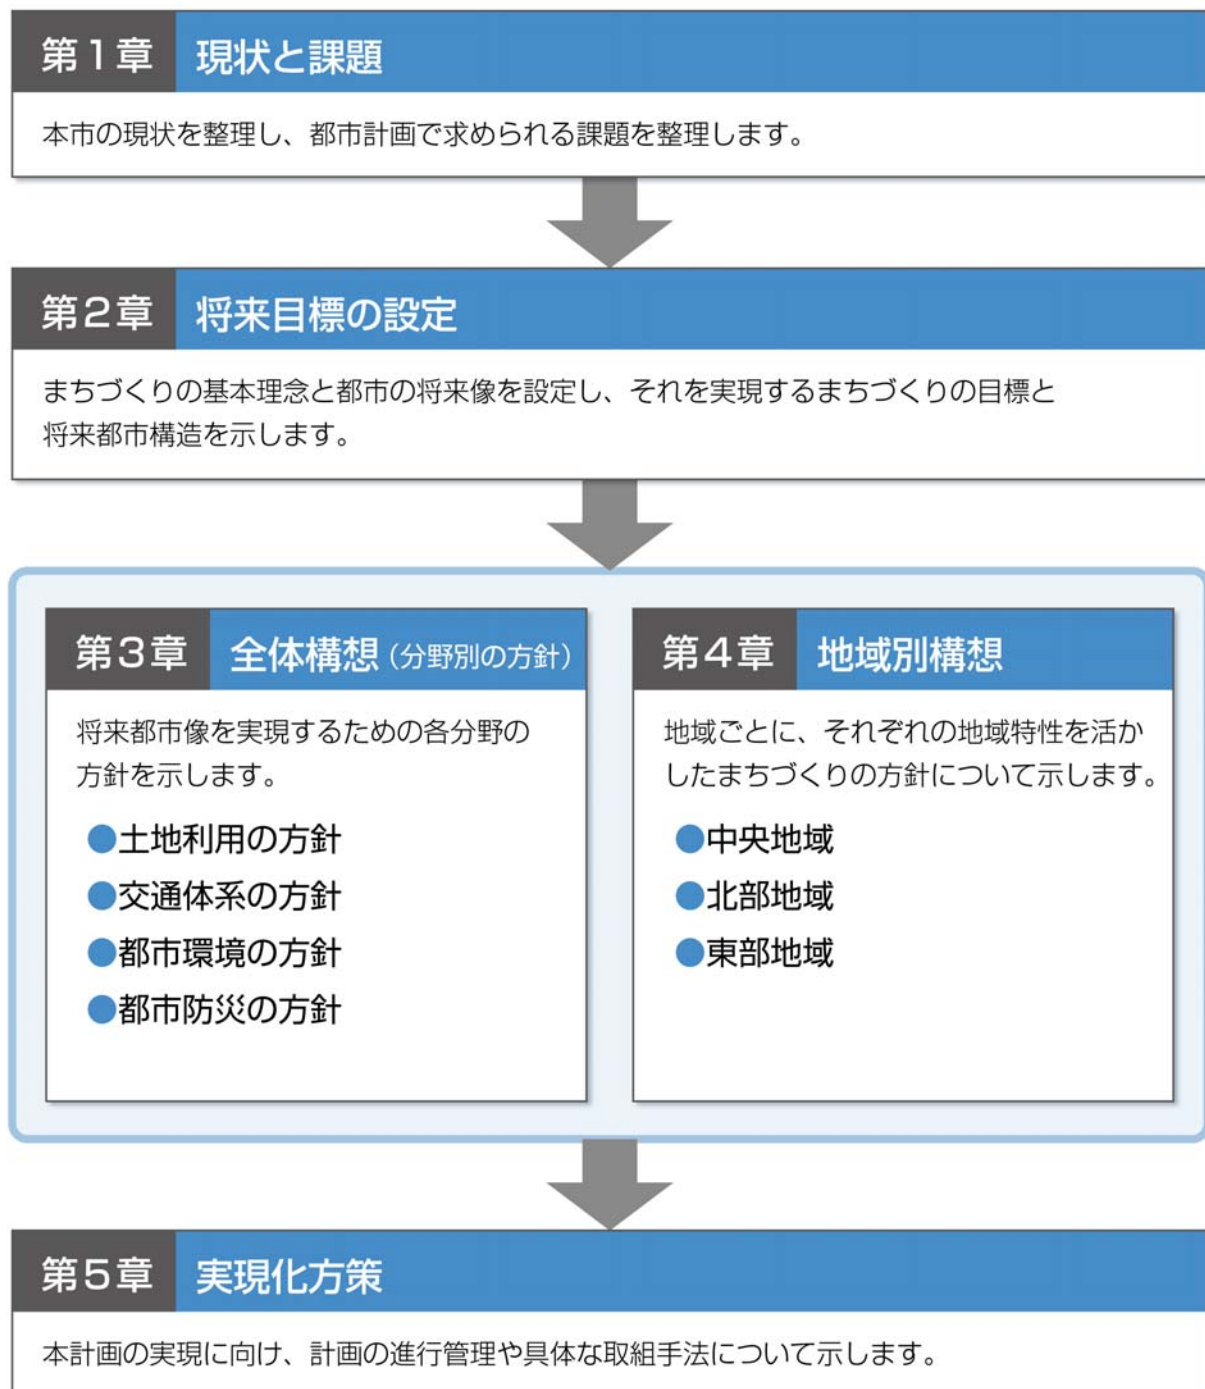 第1章 現状と課題
本市の現状を整理し、都市計画で求められる課題を整理します。
第2章 将来目標の設定
まちづくりの基本理念と都市の将来像を設定し、それを実現するまちづくりの目標と
将来都市構造を示します。
第3章 全体構想(分野別の方針)
将来都市像を実現するための各分野の
方針を示します。
●土地利用の方針
●交通体系の方針
●都市環境の方針
●都市防災の方針
第4章 地域別構想
地域ごとに、それぞれの地域特性を活か
したまちづくりの方針について示します。
●中央地域
●北部地域
●東部地域
第5章 実現化方策
本計画の実現に向け、計画の進行管理や具体な取組手法について示します。